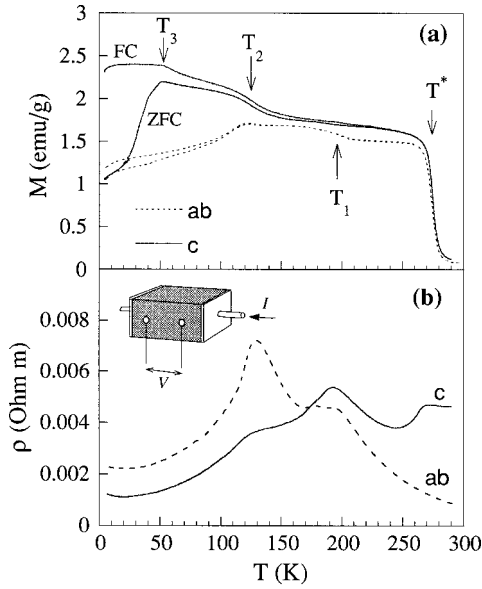 3
2.5
2
1.5
1
0.5
0
M (emu/g)
FC
ZFC
T3
T2
T1
T*
(a)
ab
c
(b)
0.008
0.006
0.004
0.002
0
ρ (Ohm m)
I
V
c
ab
0 50 100 150 200 250 300
T (K)